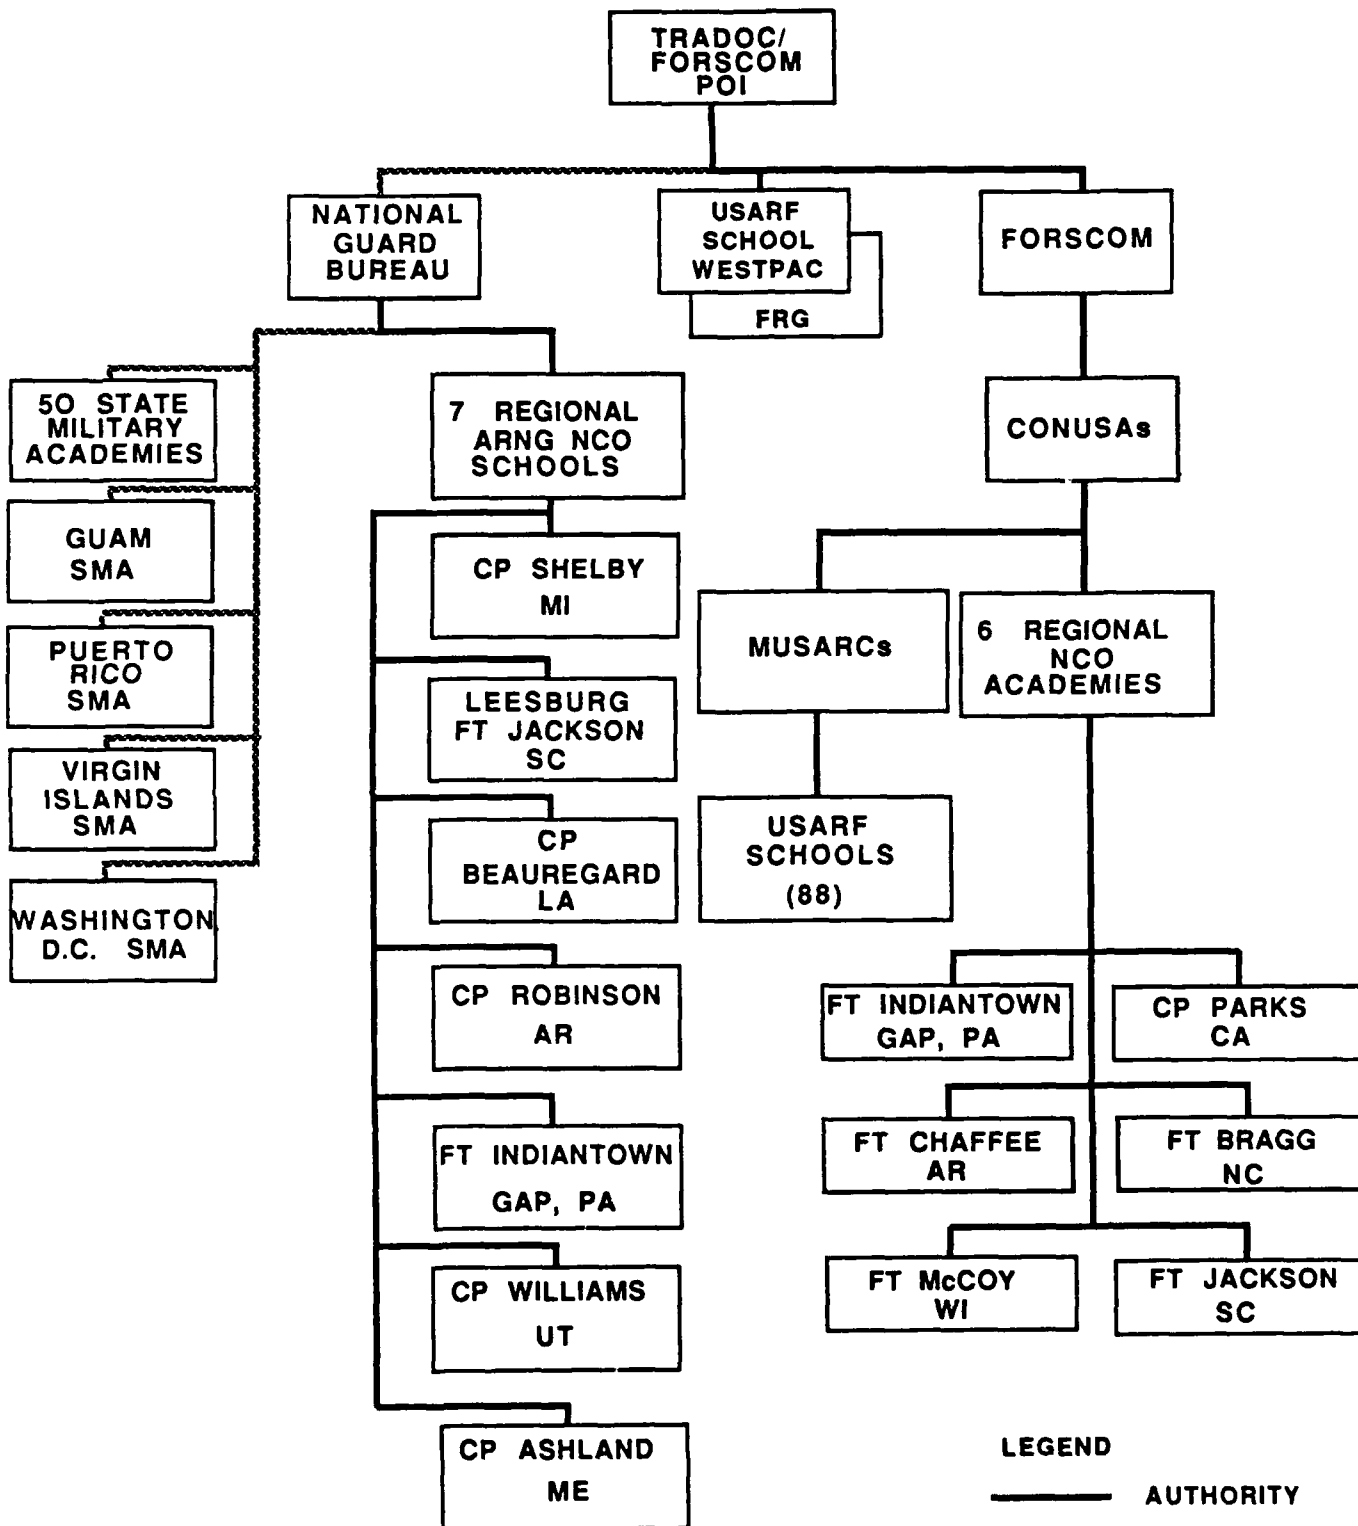 TRADOC/
FORSCOM
POI
NATIONAL
GUARD
BUREAU
USARF
SCHOOL
WESTPAC
FRG
FORSCOM
50 STATE
MILITARY
ACADEMIES
GUAM
SMA
PUERTO
RICO
SMA
VIRGIN
ISLANDS
SMA
WASHINGTON
D.C. SMA
7 REGIONAL
ARNG NCO
SCHOOLS
CP SHELBY
MI
LEESBURG
FT JACKSON
SC
CP
BEAUREGARD
LA
CP ROBINSON
AR
FT INDIANTOWN
GAP, PA
CP WILLIAMS
UT
CP ASHLAND
ME
CONUSAs
MUSARCs
USARF
SCHOOLS
(88)
6 REGIONAL
NCO
ACADEMIES
FT INDIANTOWN
GAP, PA
CP PARKS
CA
FT CHAFFEE
AR
FT BRAGG
NC
FT McCOY
WI
FT JACKSON
SC
LEGEND
AUTHORITY